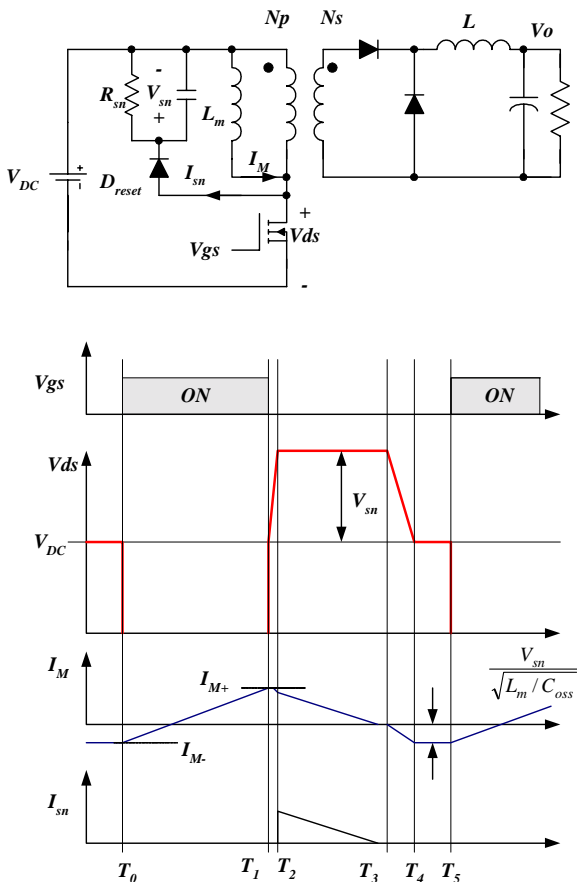 Np Ns
L Vo
+
-
Rsn
Vsn
+
-
Lm
IM
VDC
Dreset
Isn
+
Vds
-
Vgs
Vgs
ON
ON
Vds
Vsn
VDC
IM
IM+
IM-
Vsn
√Lm / Coss
Isn
T0 T1 T2 T3 T4 T5